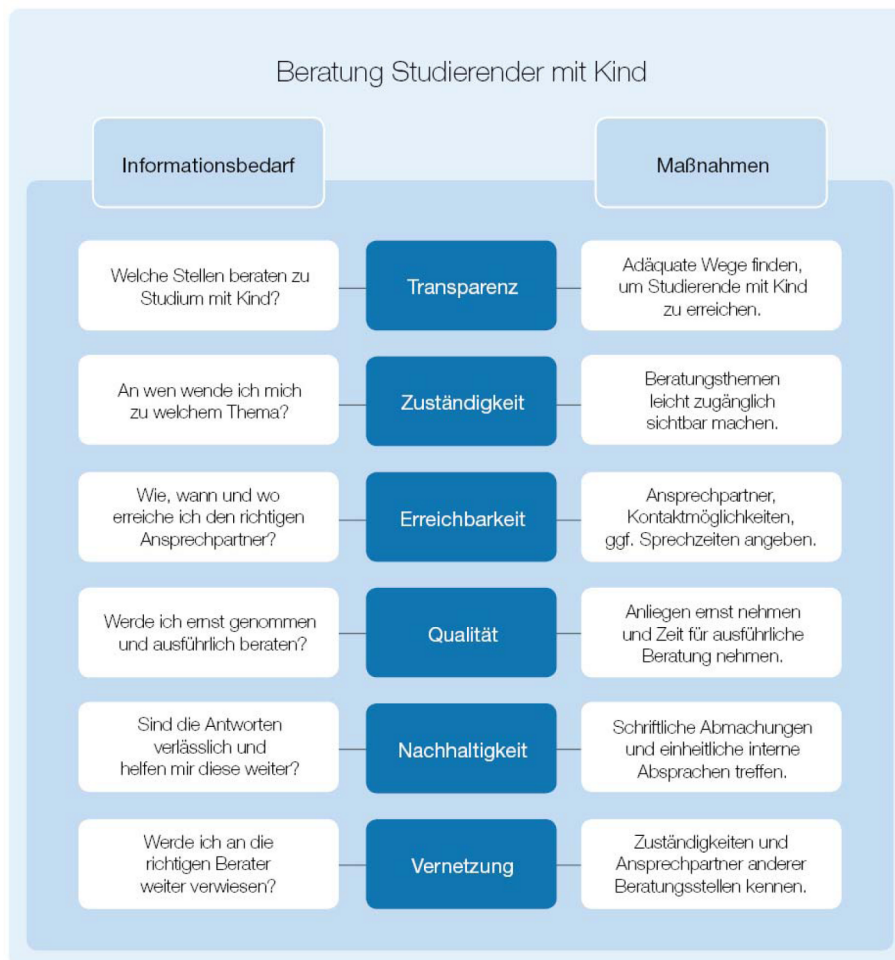 Beratung Studierender mit Kind
Informationsbedarf
Maßnahmen
Welche Stellen beraten zu
Studium mit Kind?
Transparenz
Adäquate Wege finden,
um Studierende mit Kind
zu erreichen.
An wen wende ich mich
zu welchem Thema?
Zuständigkeit
Beratungsthemen
leicht zugänglich
sichtbar machen.
Wie, wann und wo
erreiche ich den richtigen
Ansprechpartner?
Erreichbarkeit
Ansprechpartner,
Kontaktmöglichkeiten,
ggf. Sprechzeiten angeben.
Werde ich ernst genommen
und ausführlich beraten?
Qualität
Anliegen ernst nehmen
und Zeit für ausführliche
Beratung nehmen.
Sind die Antworten
verlässlich und
helfen mir diese weiter?
Nachhaltigkeit
Schriftliche Abmachungen
und einheitliche interne
Absprachen treffen.
Werde ich an die
richtigen Berater
weiter verwiesen?
Vernetzung
Zuständigkeiten und
Ansprechpartner anderer
Beratungsstellen kennen.